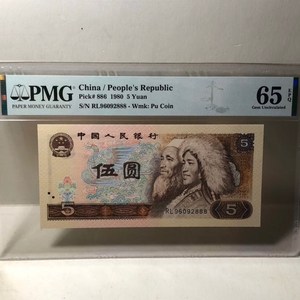 PMG
PAPER MONEY GUARANTY
China / People's Republic
Pick# 886 1980 5 Yuan
S/N RL96092888 - Wmk: Pu Coin
65 EPQ
Gem Uncirculated
中国人民银行
5
伍圆
5
RL96092888
5